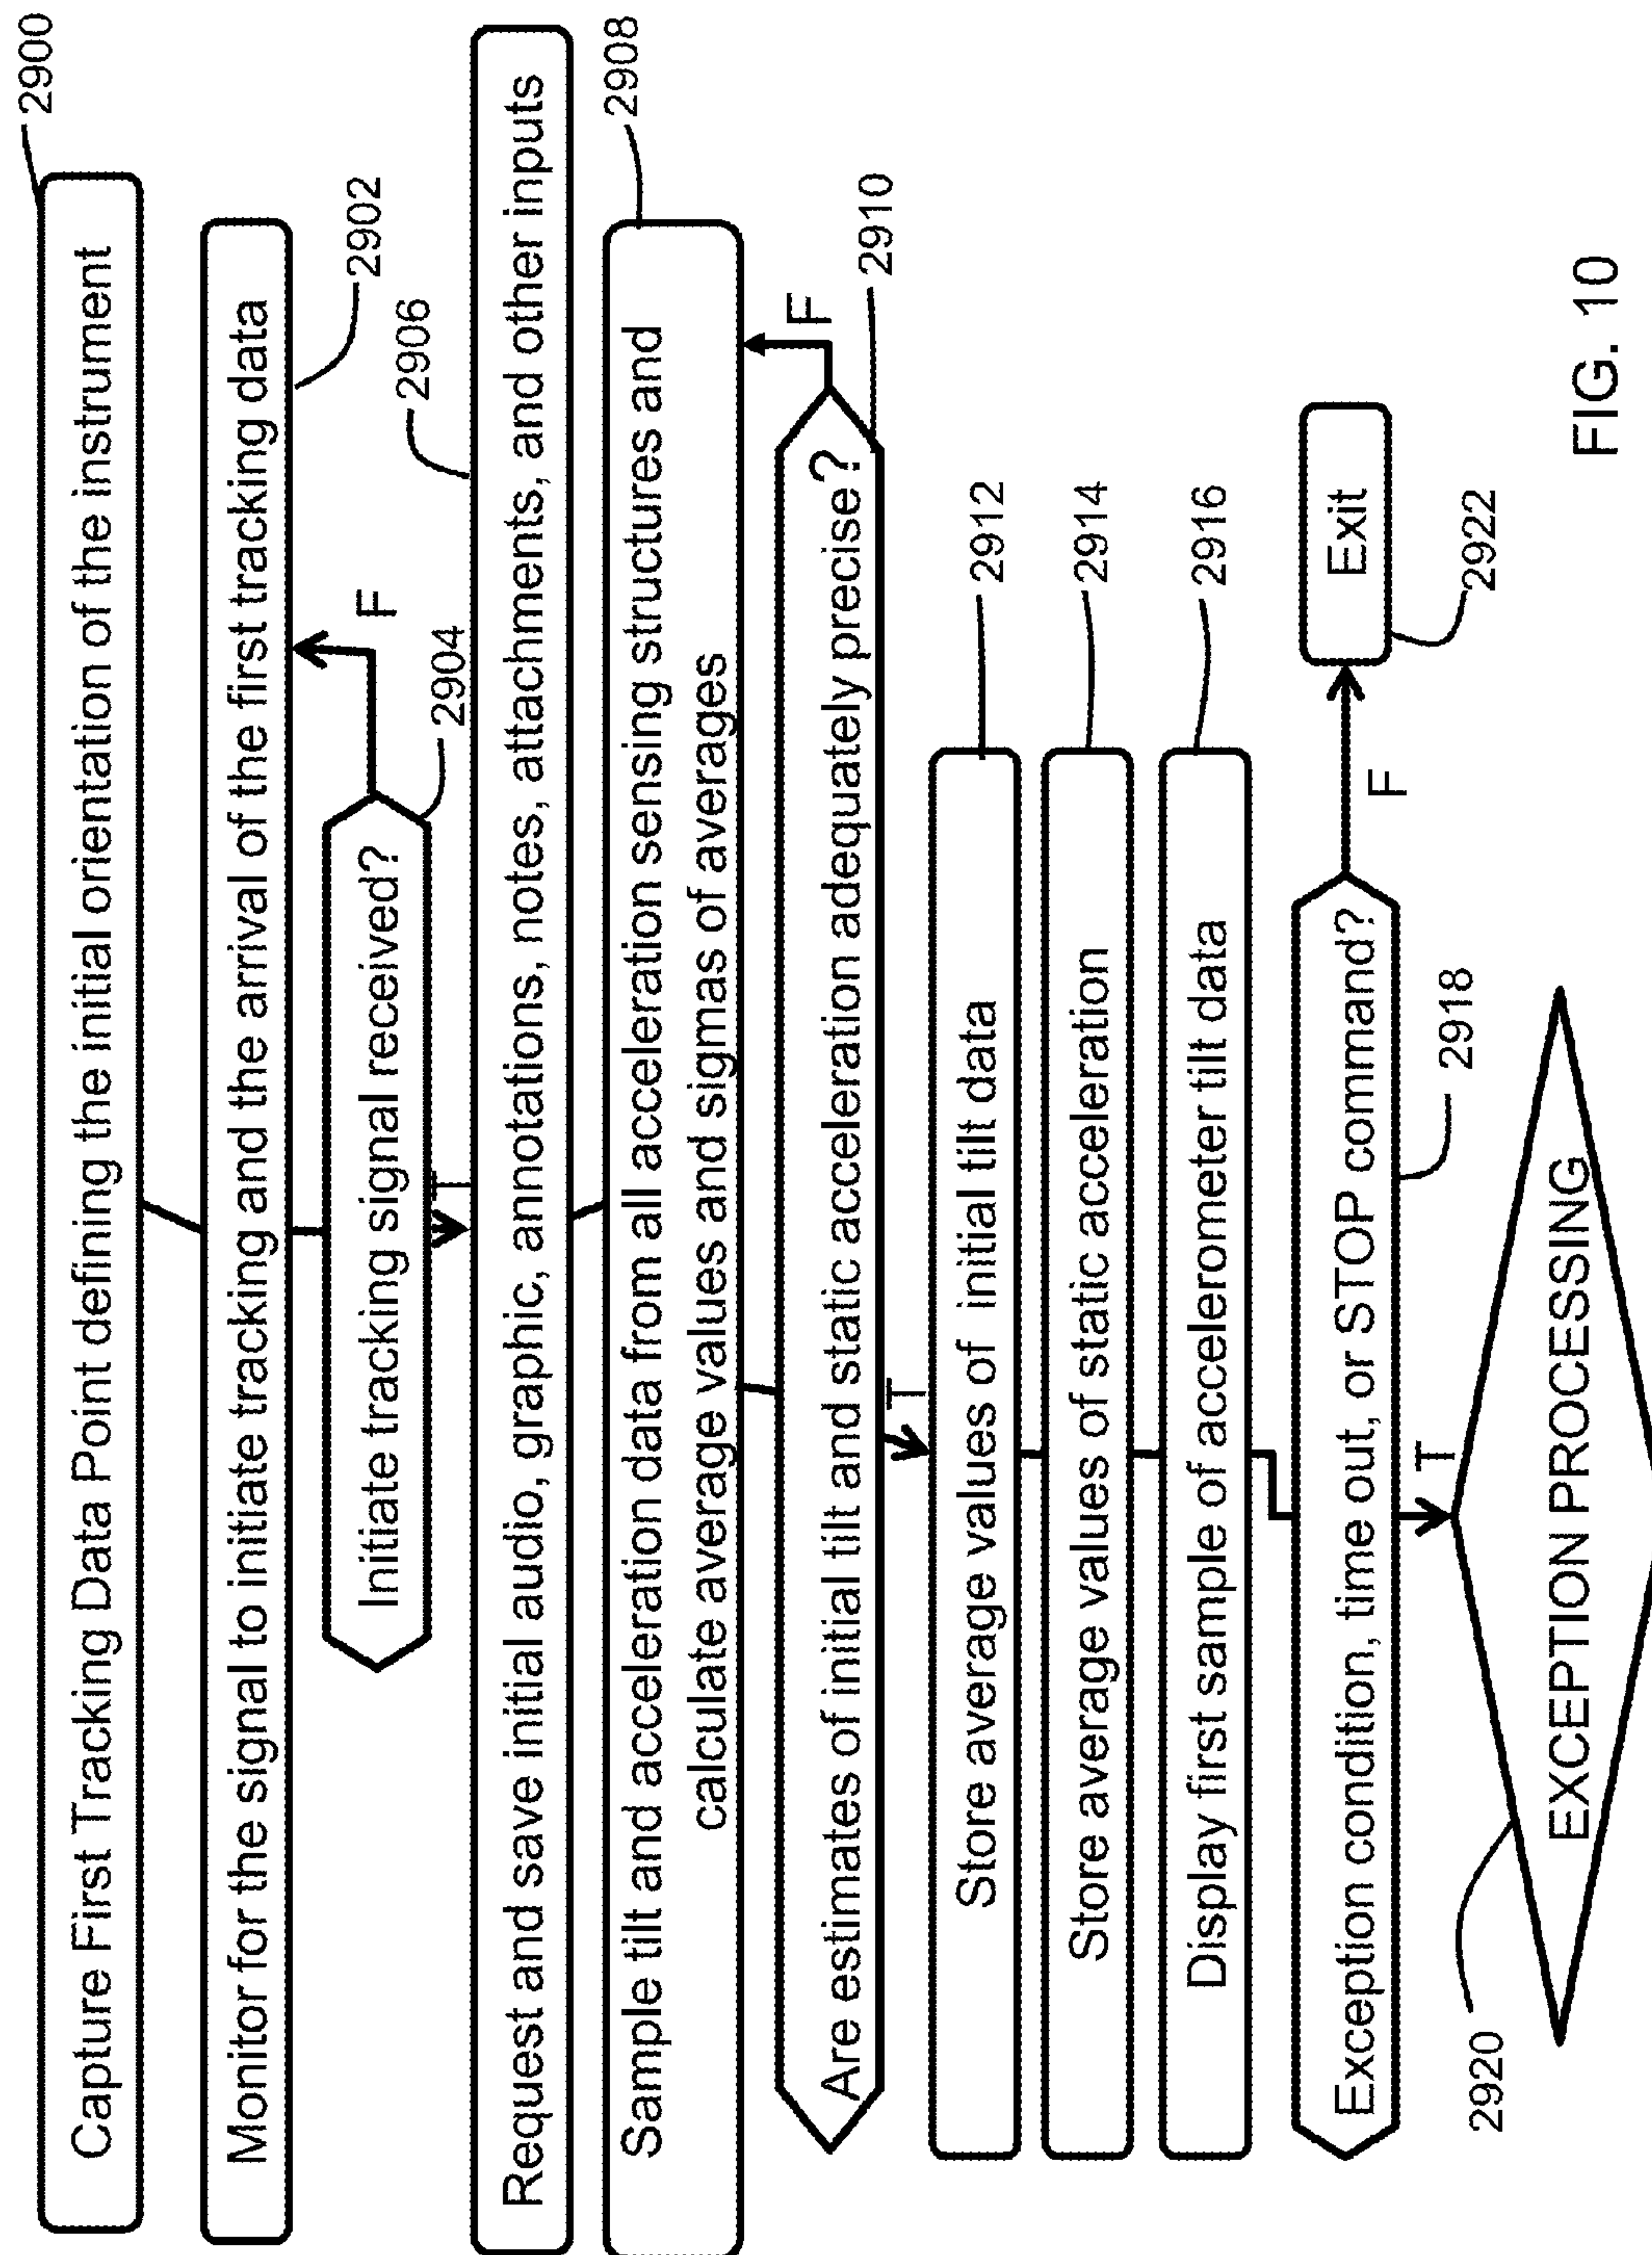 2900
Capture First Tracking Data Point defining the initial orientation of the instrument
Monitor for the signal to initiate tracking and the arrival of the first tracking data
2902
Initiate tracking signal received?
F
2904
T
2906
Request and save initial audio, graphic, annotations, notes, attachments, and other inputs
2908
Sample tilt and acceleration data from all acceleration sensing structures and
calculate average values and sigmas of averages
F
Are estimates of initial tilt and static acceleration adequately precise?
2910
T
Store average values of initial tilt data
2912
Store average values of static acceleration
2914
Display first sample of accelerometer tilt data
2916
Exception condition, time out, or STOP command?
F
Exit
2922
2918
T
2920
EXCEPTION PROCESSING
FIG. 10